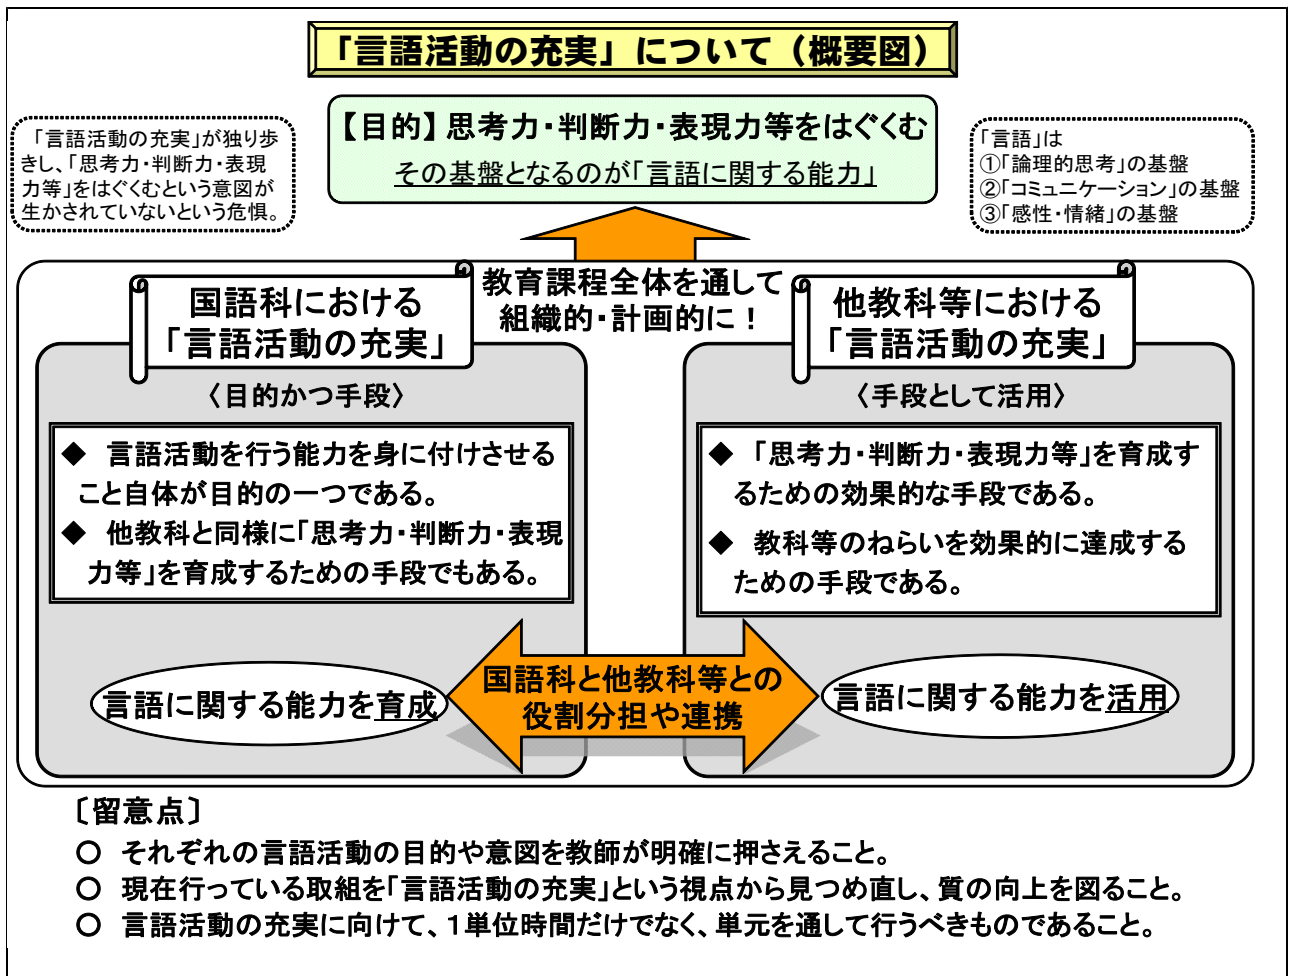 「言語活動の充実」について（概要図）
【目的】思考力・判断力・表現力等をはぐくむ
その基盤となるのが「言語に関する能力」
「言語活動の充実」が独り歩
きし、「思考力・判断力・表現
力等」をはぐくむという意図が
生かされていないという危惧。
「言語」は
①「論理的思考」の基盤
②「コミュニケーション」の基盤
③「感性・情緒」の基盤
教育課程全体を通して
組織的・計画的に！
国語科における
「言語活動の充実」
〈目的かつ手段〉
◆ 言語活動を行う能力を身に付けさせる
こと自体が目的の一つである。
◆ 他教科と同様に「思考力・判断力・表現
力等」を育成するための手段でもある。
言語に関する能力を育成
他教科等における
「言語活動の充実」
〈手段として活用〉
◆ 「思考力・判断力・表現力等」を育成す
るための効果的な手段である。
◆ 教科等のねらいを効果的に達成する
ための手段である。
言語に関する能力を活用
国語科と他教科等との
役割分担や連携
〔留意点〕
○ それぞれの言語活動の目的や意図を教師が明確に押さえること。
○ 現在行っている取組を「言語活動の充実」という視点から見つめ直し、質の向上を図ること。
○ 言語活動の充実に向けて、１単位時間だけでなく、単元を通して行うべきものであること。